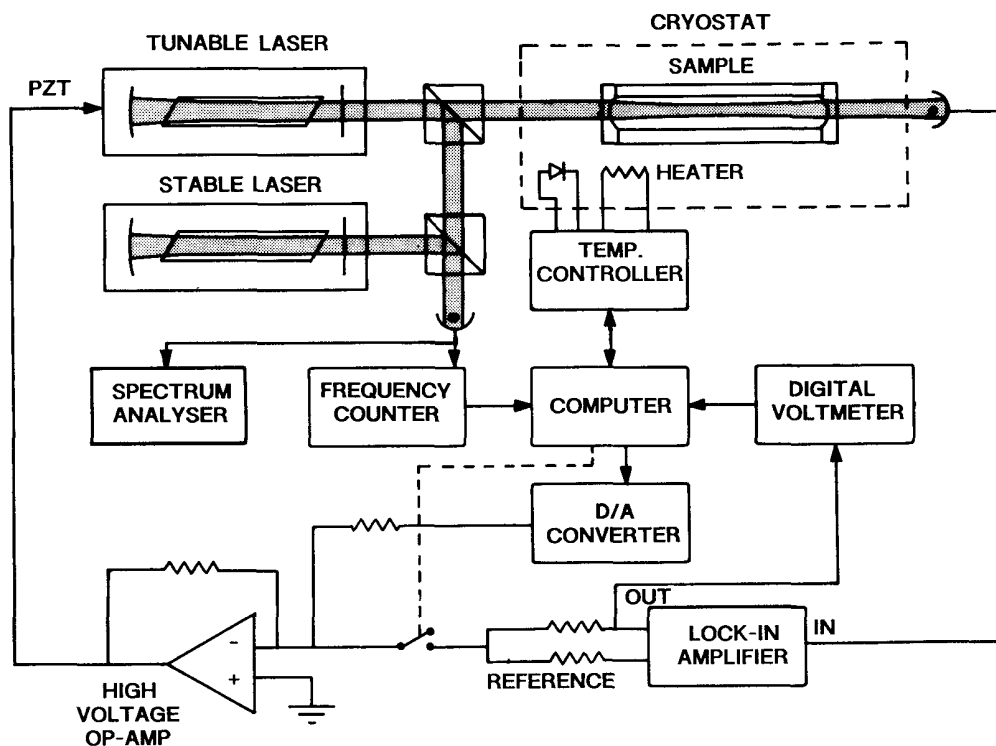 CRYOSTAT
TUNABLE LASER
SAMPLE
PZT
STABLE LASER
HEATER
TEMP.
CONTROLLER
SPECTRUM
ANALYSER
FREQUENCY
COUNTER
COMPUTER
DIGITAL
VOLTMETER
D/A
CONVERTER
OUT
IN
LOCK-IN
AMPLIFIER
REFERENCE
-
+
HIGH
VOLTAGE
OP-AMP